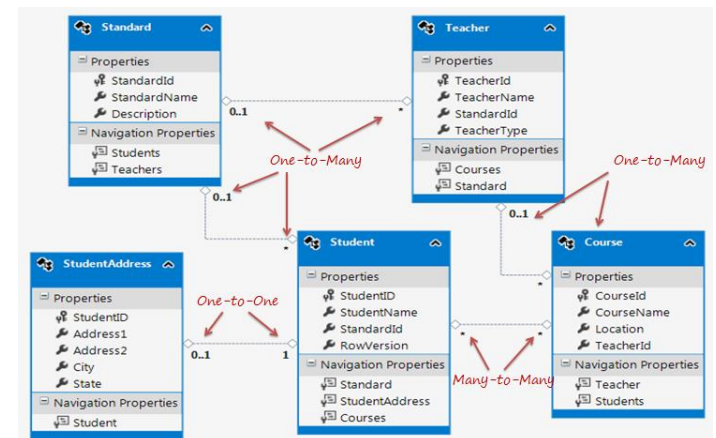 Standard
Properties
StandardId
StandardName
Description
Navigation Properties
Students
Teachers
Teacher
Properties
TeacherId
TeacherName
StandardId
TeacherType
Navigation Properties
Courses
Standard
0..1
*
One-to-Many
0..1
*
One-to-Many
0..1
*
StudentAddress
Properties
StudentID
Address1
Address2
City
State
Navigation Properties
Student
One-to-One
0..1
1
Student
Properties
StudentID
StudentName
StandardId
RowVersion
Navigation Properties
Standard
StudentAddress
Courses
*
*
Many-to-Many
Course
Properties
CourseId
CourseName
Location
TeacherId
Navigation Properties
Teacher
Students